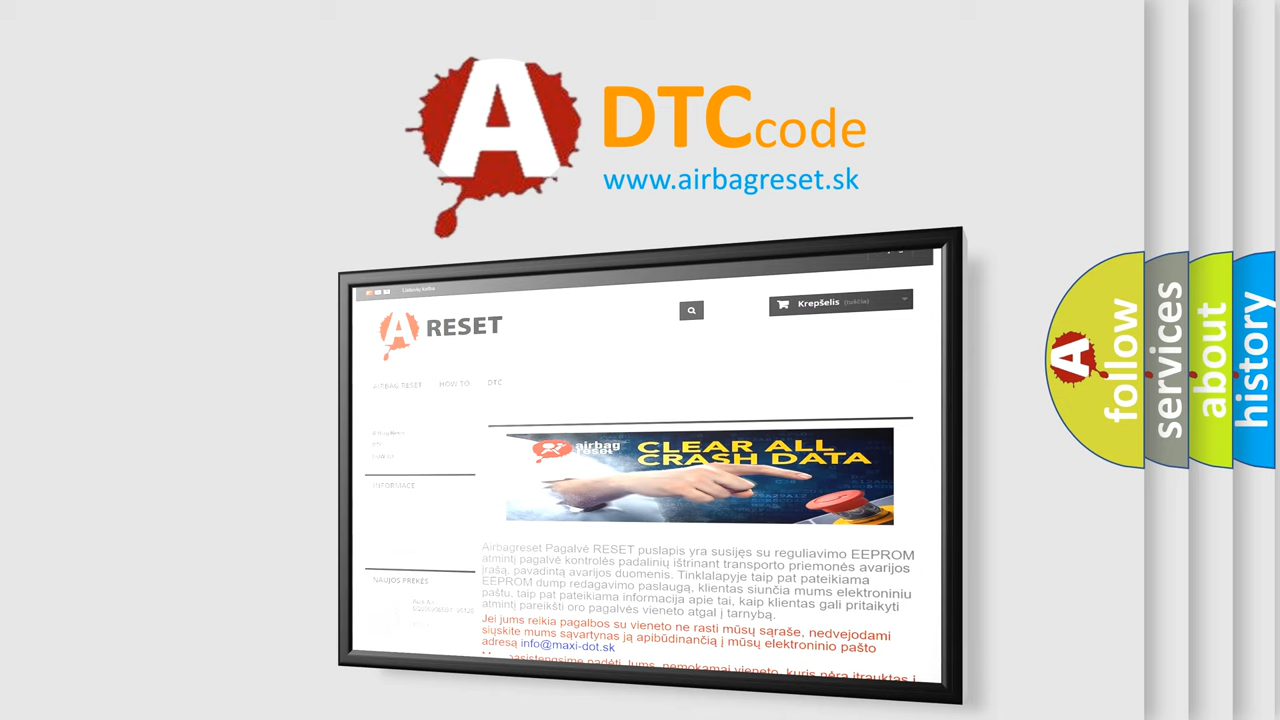 A DTC code
www.airbagreset.sk
Lietuvių kalba
A RESET
Krepšelis (tuščia)
AIRBAG RESET HOW TO DTC
INFORMACE
NAUJOS PREKĖS
airbag
reset
CLEAR ALL
CRASH DATA
Airbagreset Pagalvė RESET puslapis yra susijęs su reguliavimo EEPROM
atmintį pagalvė kontrolės padalinių ištrinant transporto priemonės avarijos
įrašą, pavadintą avarijos duomenis. Tinklalapyje taip pat pateikiama
EEPROM dump redagavimo paslaugą, klientas siunčia mums elektroniniu
paštu, taip pat pateikiama informacija apie tai, kaip klientas gali pritaikyti
atmintį pareikšti oro pagalvės vieneto atgal į tarnybą.
Jei jums reikia pagalbos su vieneto ne rasti mūsų sąraše, nedvejodami
siųskite mums sąvartynas ją apibūdinančią į mūsų elektroninio pašto
adresą info@maxi-dot.sk
A follow
services
about
history